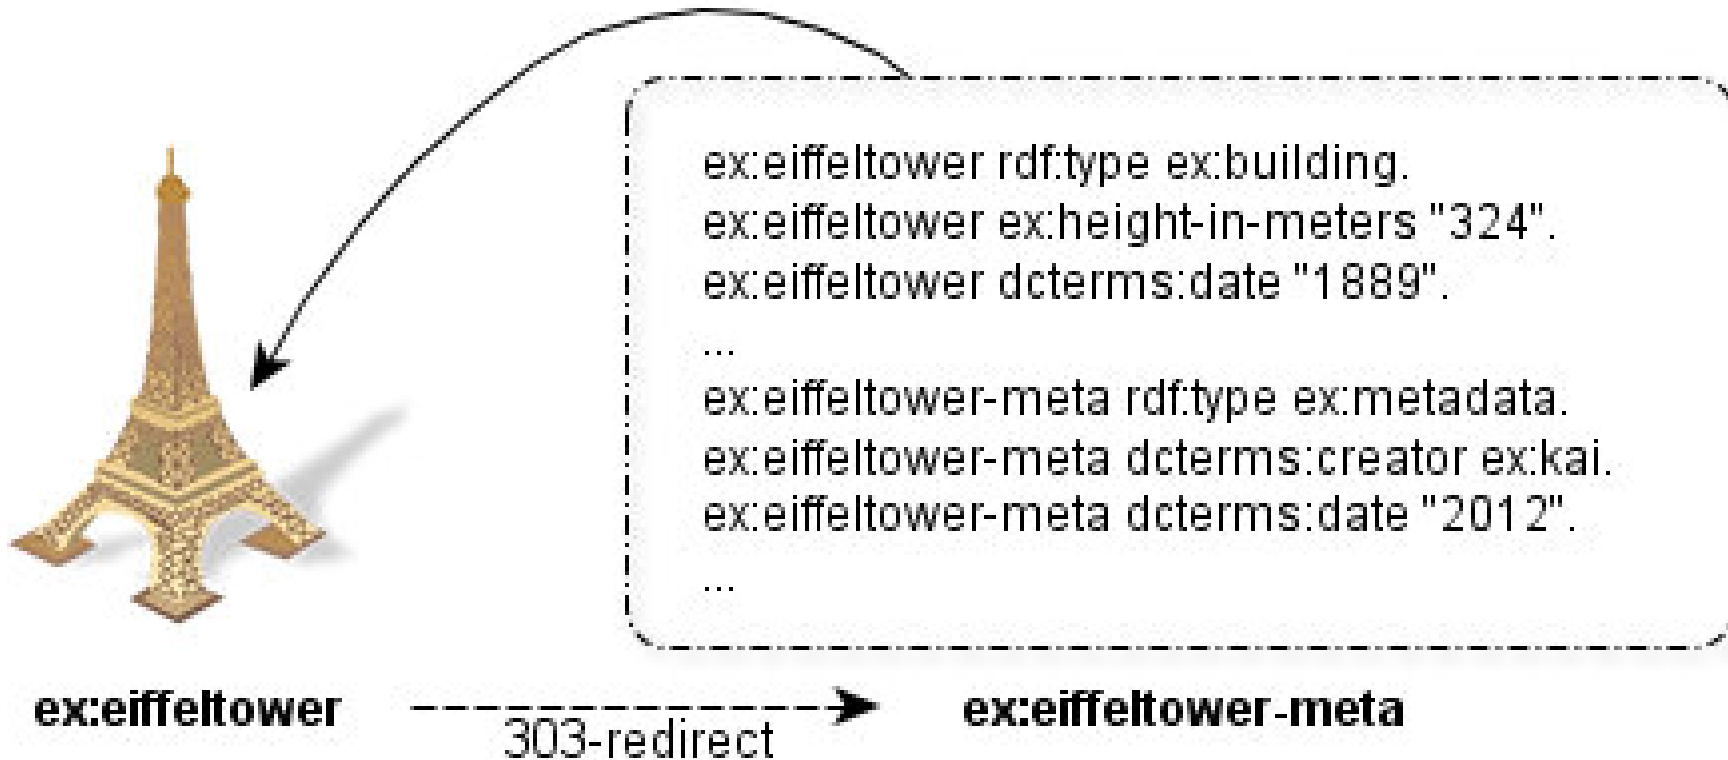 ex:eiffeltower rdf:type ex:building.
ex:eiffeltower ex:height-in-meters "324".
ex:eiffeltower dcterms:date "1889".
...
ex:eiffeltower-meta rdf:type ex:metadata.
ex:eiffeltower-meta dcterms:creator ex:kai.
ex:eiffeltower-meta dcterms:date "2012".
...
ex:eiffeltower
303-redirect
ex:eiffeltower-meta